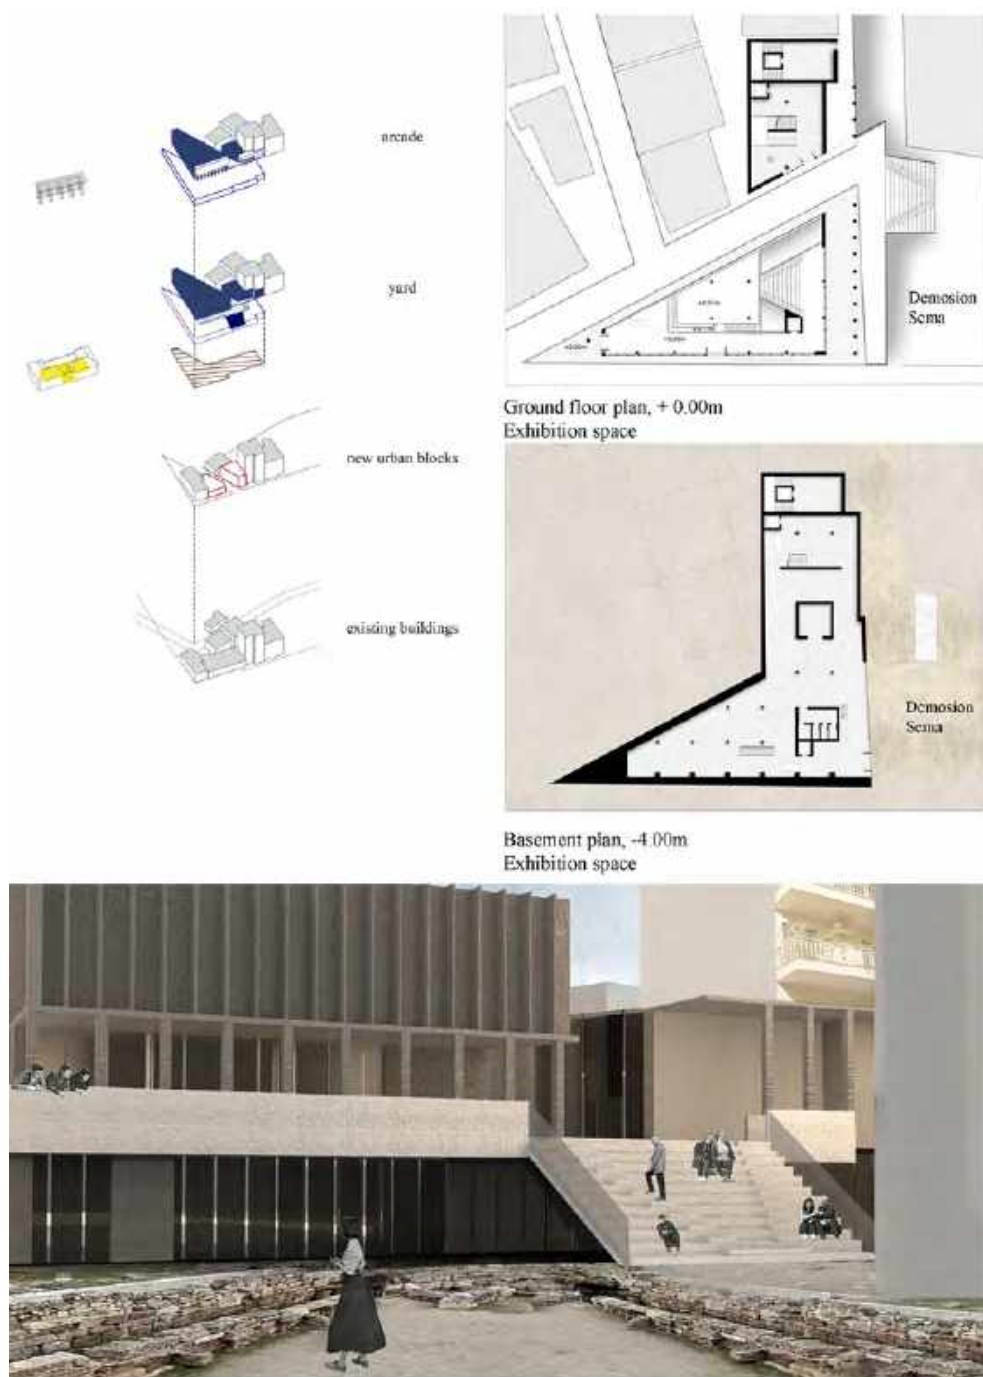 arcade
yard
new urban blocks
existing buildings
Demosion
Sema
Ground floor plan, + 0.00m
Exhibition space
Demosion
Sema
Basement plan, -4.00m
Exhibition space